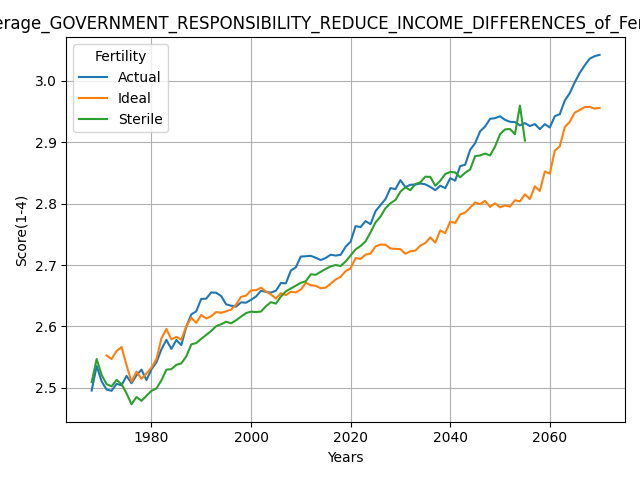 erage_GOVERNMENT_RESPONSIBILITY_REDUCE_INCOME_DIFFERENCES_of_Fer
Fertility
Actual
Ideal
Sterile
Score(1-4)
3.0
2.9
2.8
2.7
2.6
2.5
1980 2000 2020 2040 2060
Years